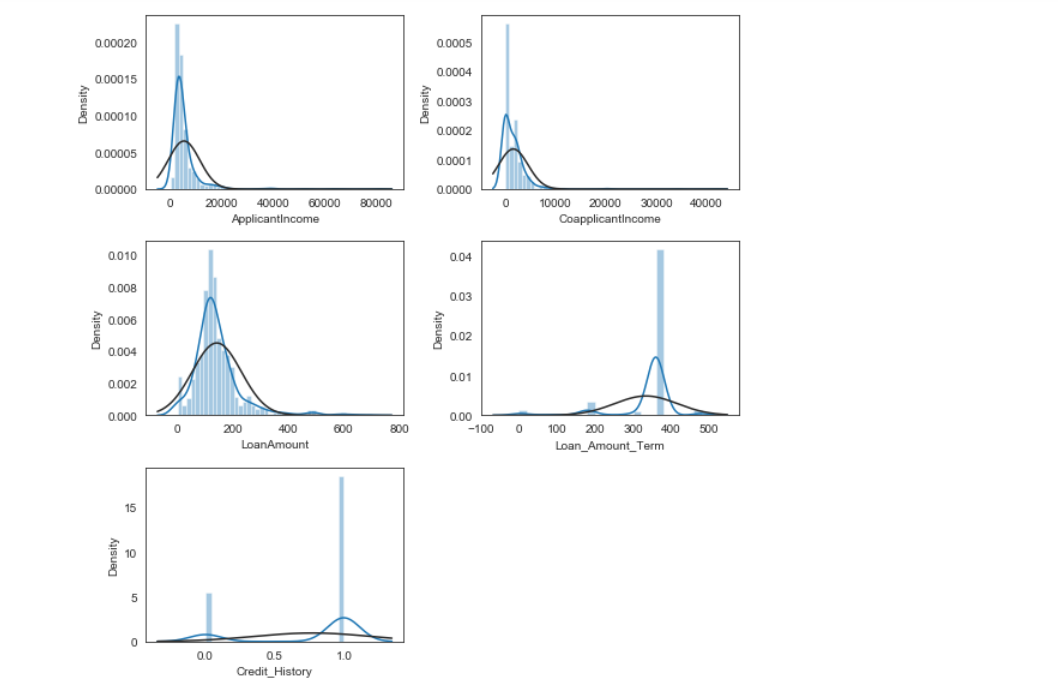 0.00020
0.00015
0.00010
0.00005
0.00000
Density
0 20000 40000 60000 80000
ApplicantIncome
0.0005
0.0004
0.0003
0.0002
0.0001
0.0000
Density
0 10000 20000 30000 40000
CoapplicantIncome
0.010
0.008
0.006
0.004
0.002
0.000
Density
0 200 400 600 800
LoanAmount
0.04
0.03
0.02
0.01
0.00
Density
−100 0 100 200 300 400 500
Loan_Amount_Term
15
10
5
0
Density
0.0 0.5 1.0
Credit_History